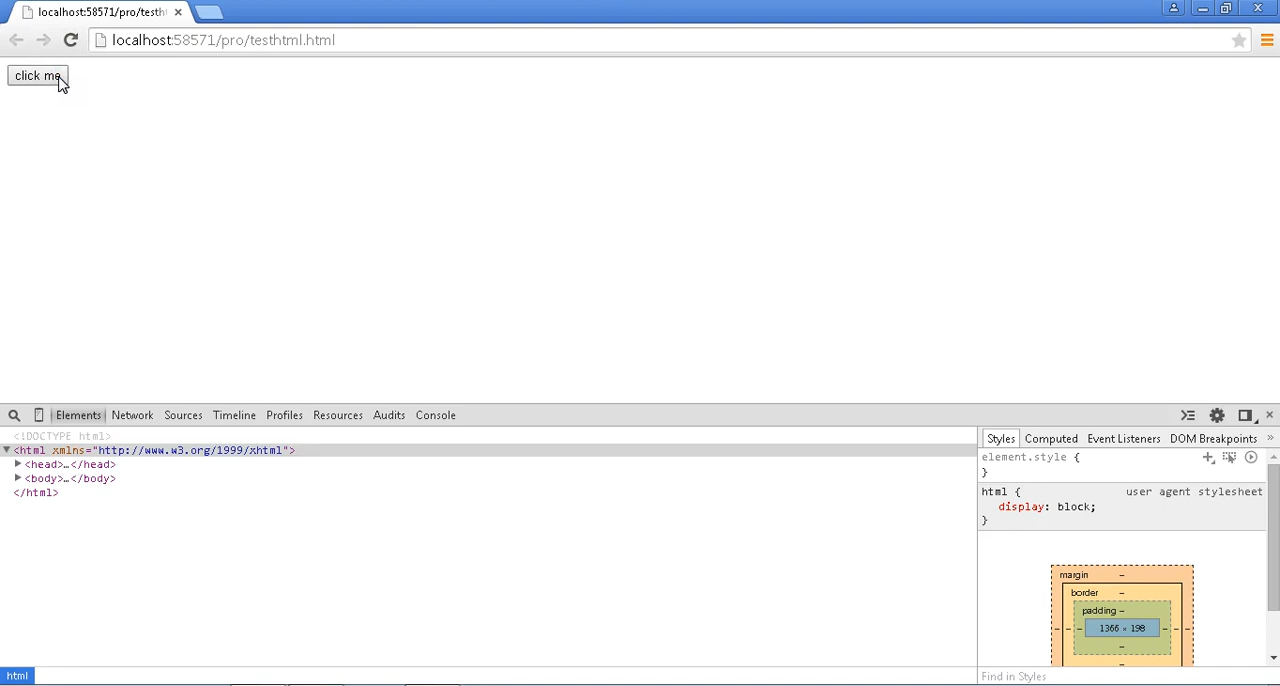 localhost:58571/pro/testht
localhost:58571/pro/testhtml.html
click me
Elements Network Sources Timeline Profiles Resources Audits Console
<!DOCTYPE html>
<html xmlns="http://www.w3.org/1999/xhtml">
<head>…</head>
<body>…</body>
</html>
html
Styles Computed Event Listeners DOM Breakpoints »
element.style {
}
html { user agent stylesheet
display: block;
}
margin –
border –
padding –
– – – 1366 × 198 – – –
–
–
Find in Styles